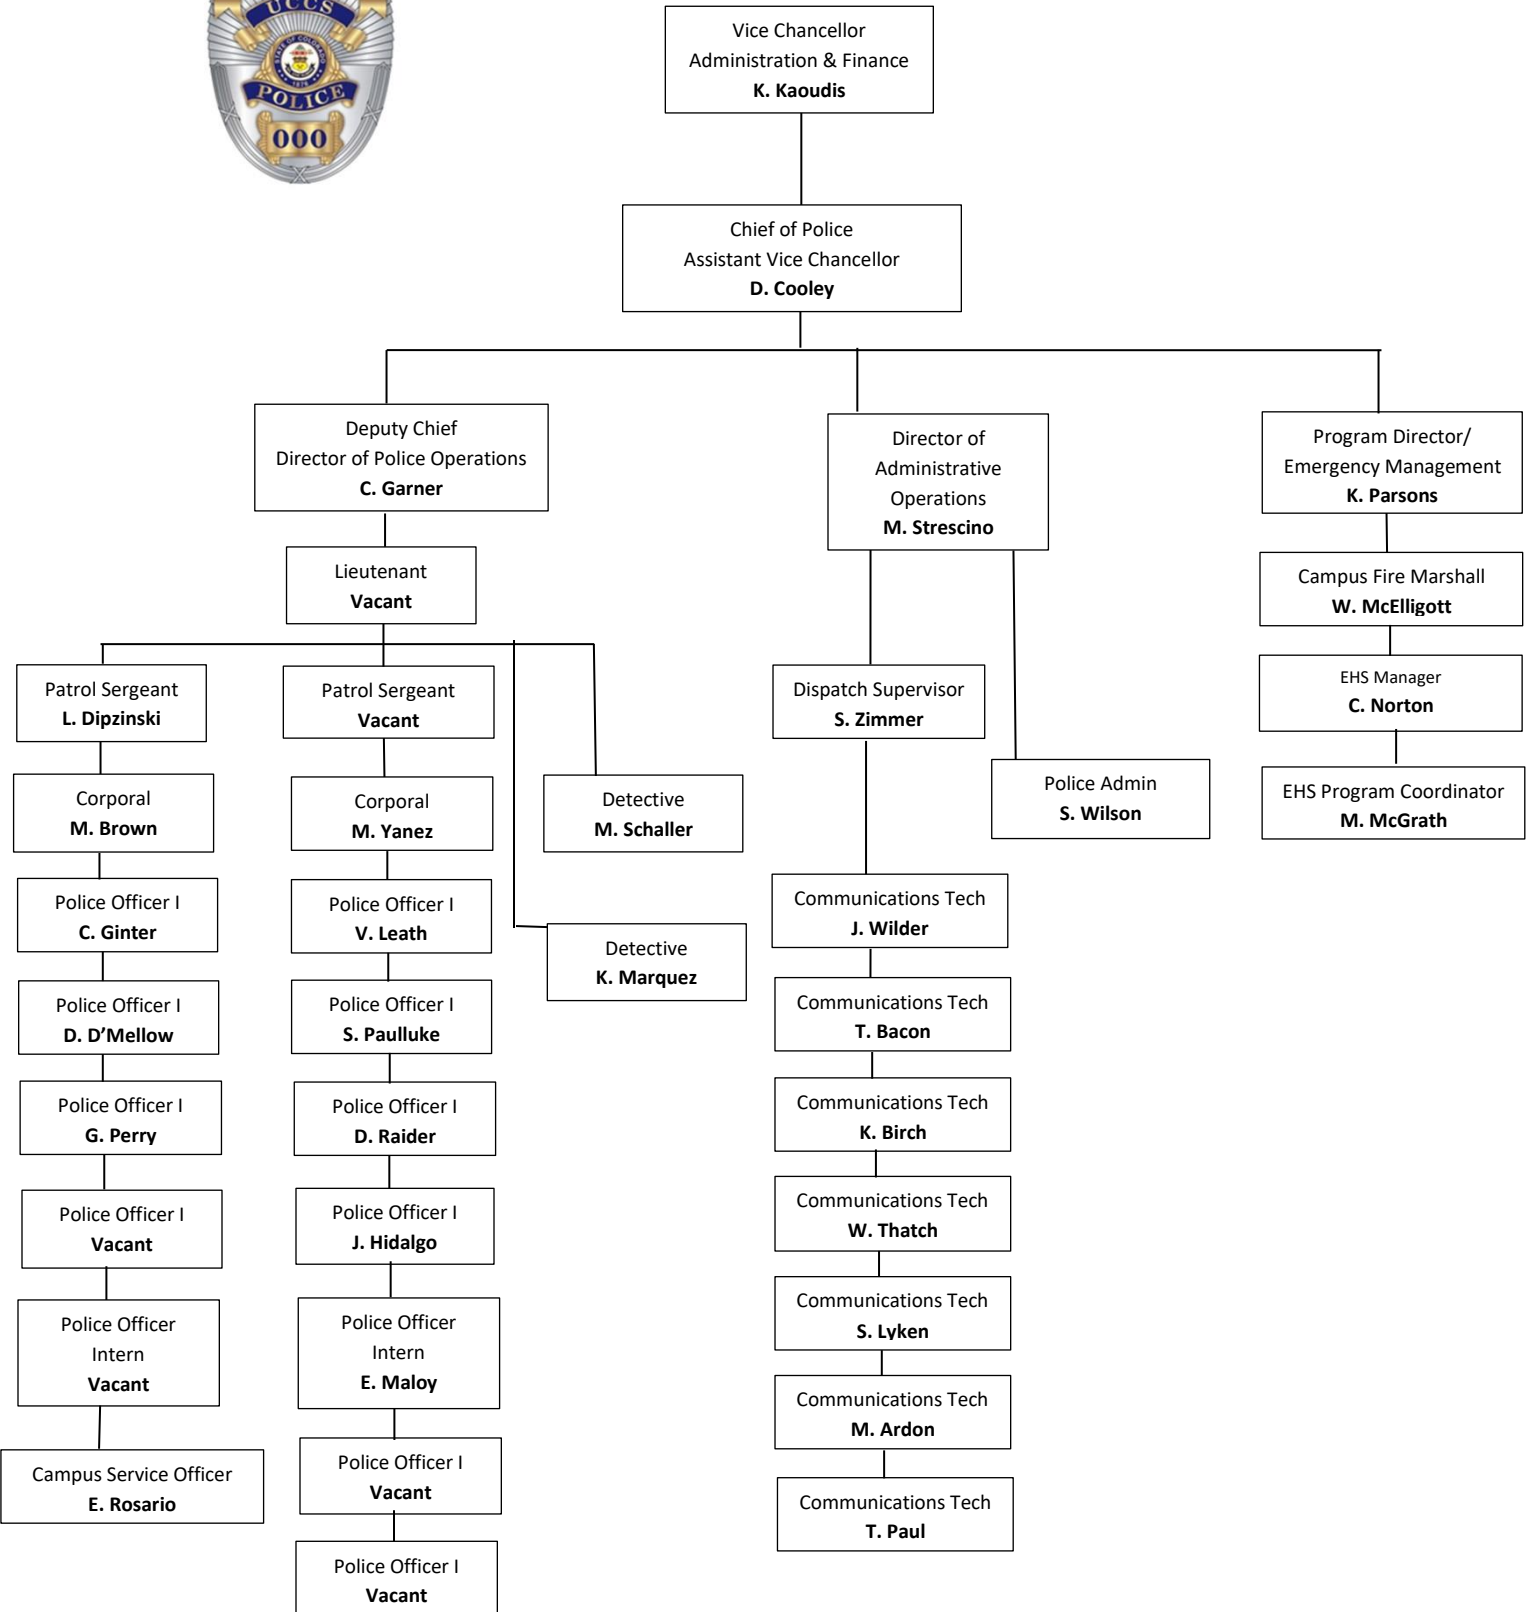 UCCS
STATE OF COLORADO
1876
POLICE
000
Vice Chancellor
Administration & Finance
K. Kaoudis
Chief of Police
Assistant Vice Chancellor
D. Cooley
Deputy Chief
Director of Police Operations
C. Garner
Director of
Administrative
Operations
M. Strescino
Program Director/
Emergency Management
K. Parsons
Lieutenant
Vacant
Campus Fire Marshall
W. McElligott
EHS Manager
C. Norton
EHS Program Coordinator
M. McGrath
Patrol Sergeant
L. Dipzinski
Corporal
M. Brown
Police Officer I
C. Ginter
Police Officer I
D. D’Mellow
Police Officer I
G. Perry
Police Officer I
Vacant
Police Officer
Intern
Vacant
Campus Service Officer
E. Rosario
Patrol Sergeant
Vacant
Corporal
M. Yanez
Police Officer I
V. Leath
Police Officer I
S. Paulluke
Police Officer I
D. Raider
Police Officer I
J. Hidalgo
Police Officer
Intern
E. Maloy
Police Officer I
Vacant
Police Officer I
Vacant
Detective
M. Schaller
Detective
K. Marquez
Dispatch Supervisor
S. Zimmer
Police Admin
S. Wilson
Communications Tech
J. Wilder
Communications Tech
T. Bacon
Communications Tech
K. Birch
Communications Tech
W. Thatch
Communications Tech
S. Lyken
Communications Tech
M. Ardon
Communications Tech
T. Paul